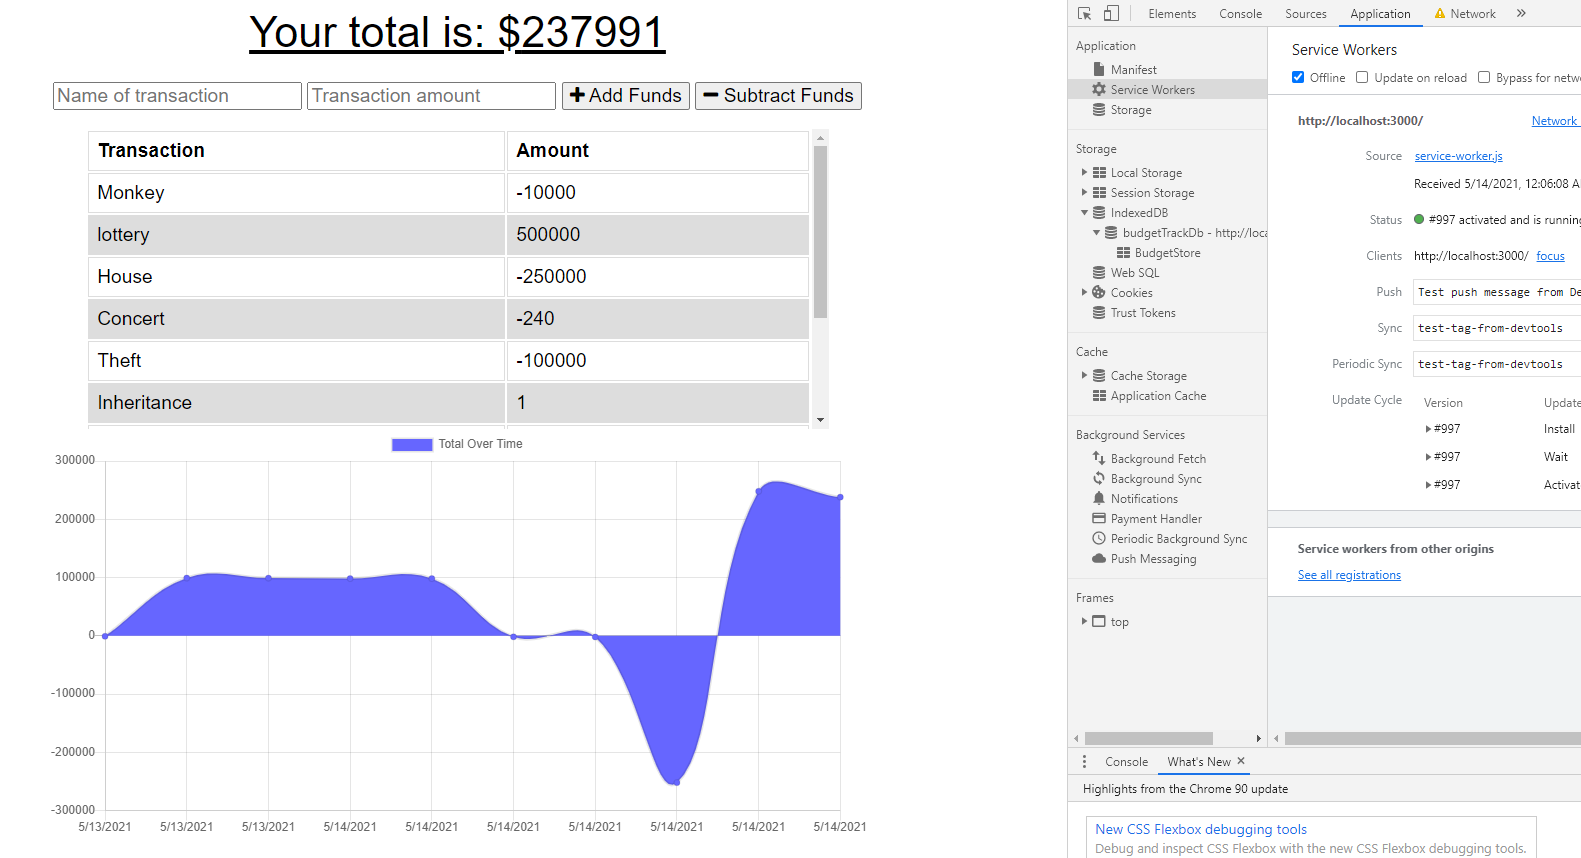 Your total is: $237991
Name of transaction
Transaction amount
Add Funds
Subtract Funds
Transaction Amount
Monkey -10000
lottery 500000
House -250000
Concert -240
Theft -100000
Inheritance 1
Total Over Time
300000
200000
100000
0
-100000
-200000
-300000
5/13/2021 5/13/2021 5/13/2021 5/14/2021 5/14/2021 5/14/2021 5/14/2021 5/14/2021 5/14/2021 5/14/2021
Elements Console Sources Application Network »
Application
Manifest
Service Workers
Storage
Storage
Local Storage
Session Storage
IndexedDB
budgetTrackDb - http://loca
BudgetStore
Web SQL
Cookies
Trust Tokens
Cache
Cache Storage
Application Cache
Background Services
Background Fetch
Background Sync
Notifications
Payment Handler
Periodic Background Sync
Push Messaging
Frames
top
Service Workers
Offline Update on reload Bypass for netw
http://localhost:3000/ Network
Source service-worker.js
Received 5/14/2021, 12:06:08 A
Status #997 activated and is running
Clients http://localhost:3000/ focus
Push Test push message from De
Sync test-tag-from-devtools
Periodic Sync test-tag-from-devtools
Update Cycle Version Update
#997 Install
#997 Wait
#997 Activat
Service workers from other origins
See all registrations
Console What's New ×
Highlights from the Chrome 90 update
New CSS Flexbox debugging tools
Debug and inspect CSS Flexbox with the new CSS Flexbox debugging tools.